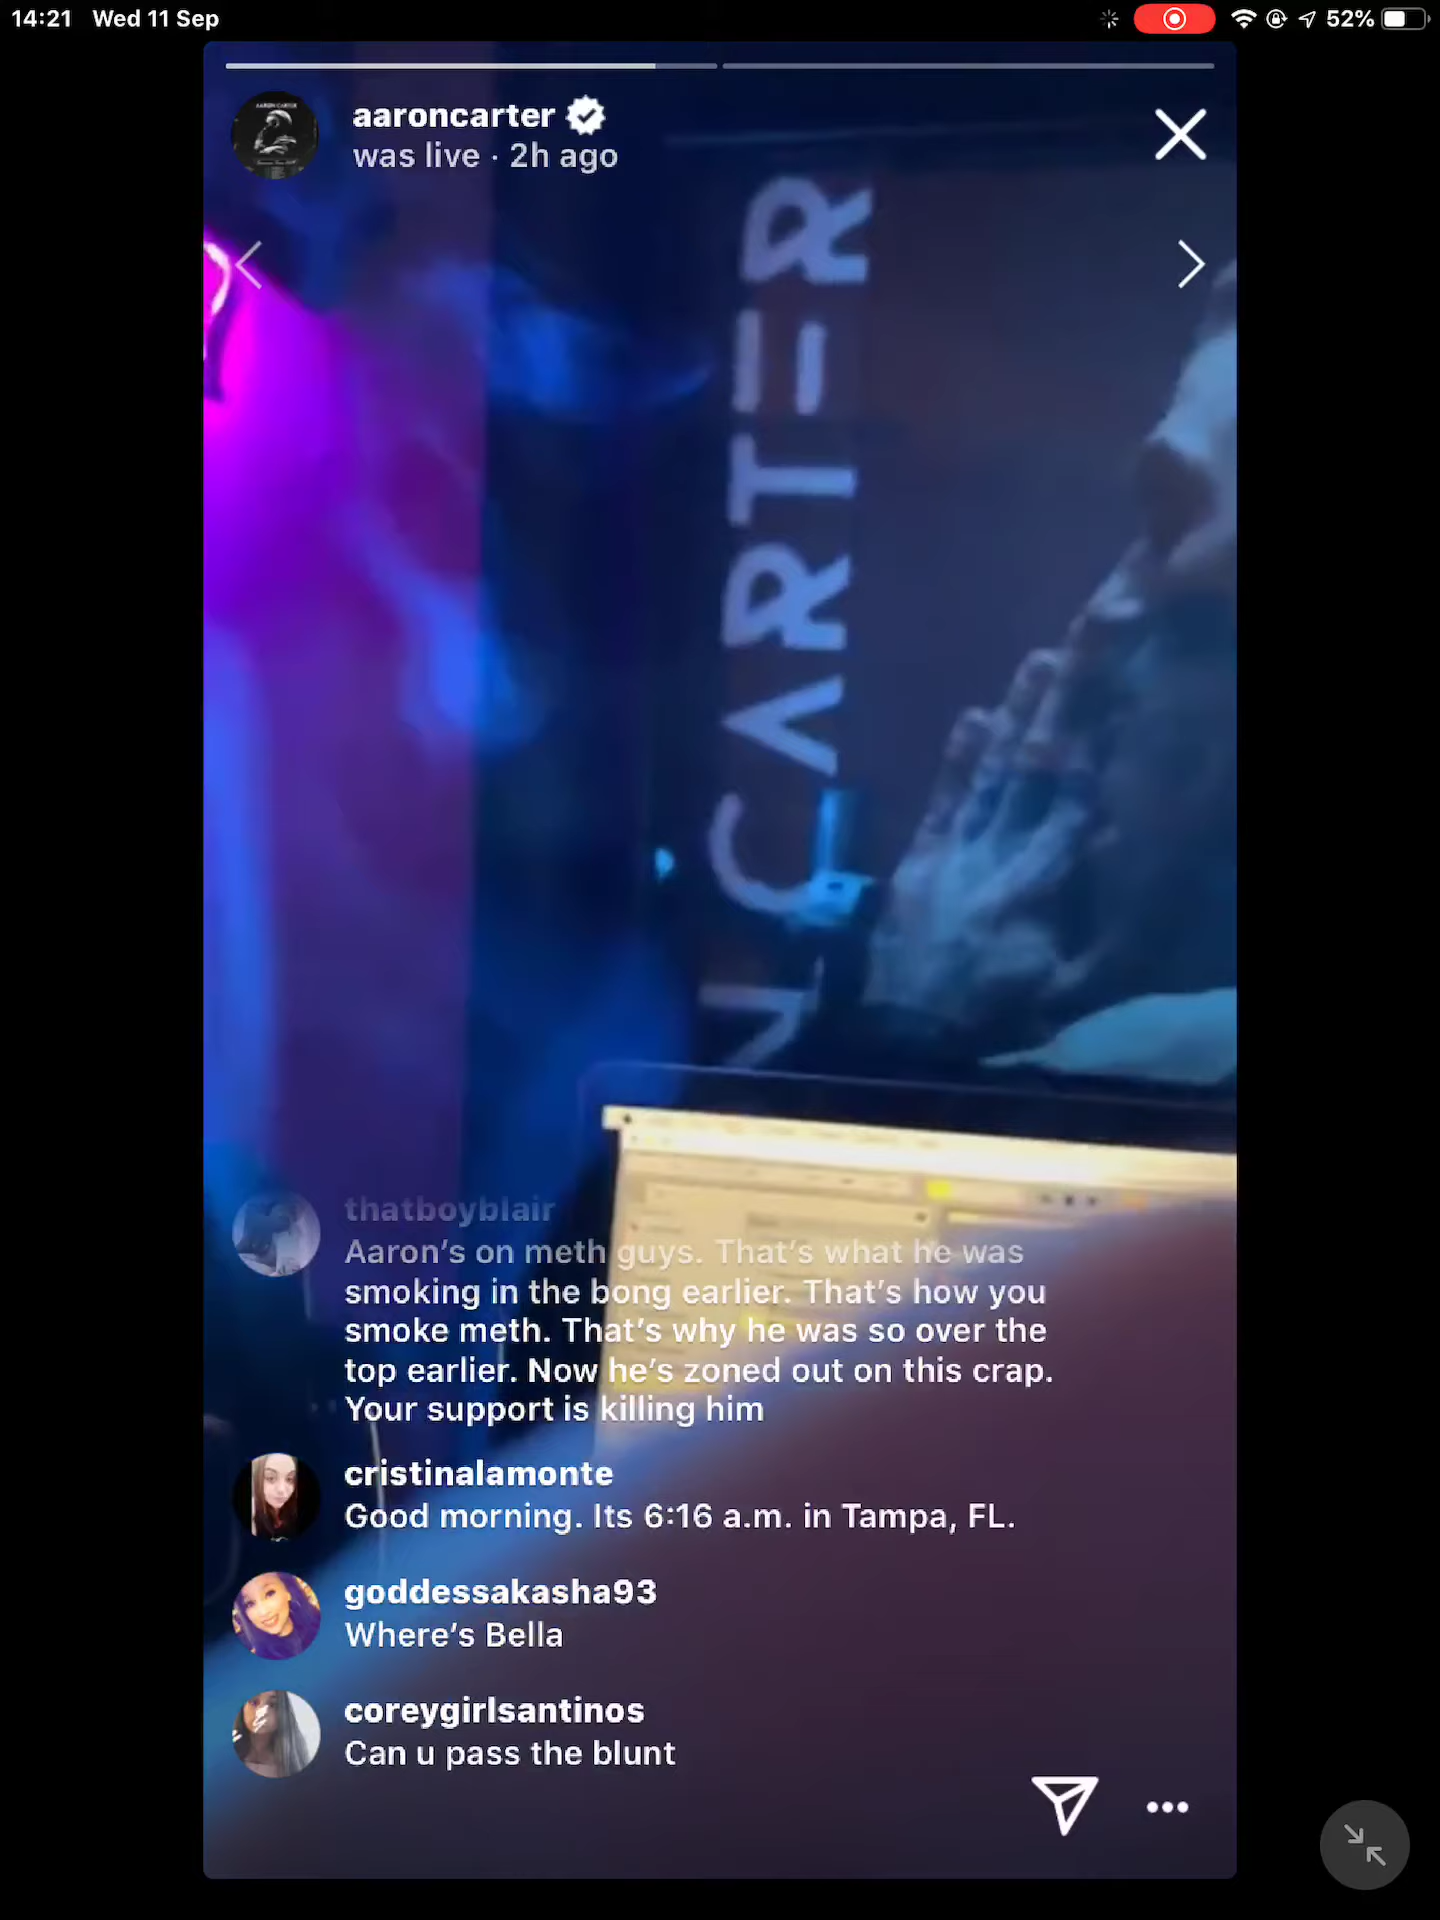 14:21 Wed 11 Sep
52%
aaroncarter
was live · 2h ago
CARTER
thatboyblair
Aaron's on meth guys. That's what he was
smoking in the bong earlier. That's how you
smoke meth. That's why he was so over the
top earlier. Now he's zoned out on this crap.
Your support is killing him
cristinalamonte
Good morning. Its 6:16 a.m. in Tampa, FL.
goddessakasha93
Where's Bella
coreygirlsantinos
Can u pass the blunt